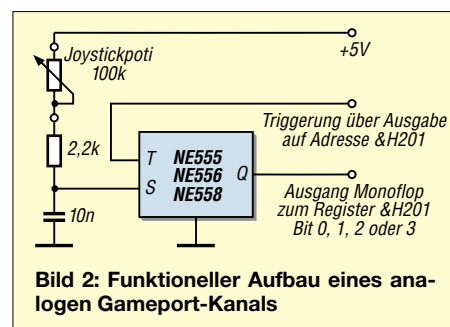 +5V
Joystickpoti
100k
Triggerung über Ausgabe
auf Adresse &H201
2,2k
T
NE555
NE556
NE558
S
Q
Ausgang Monoflop
zum Register &H201
Bit 0, 1, 2 oder 3
10n
Bild 2: Funktioneller Aufbau eines ana-
logen Gameport-Kanals